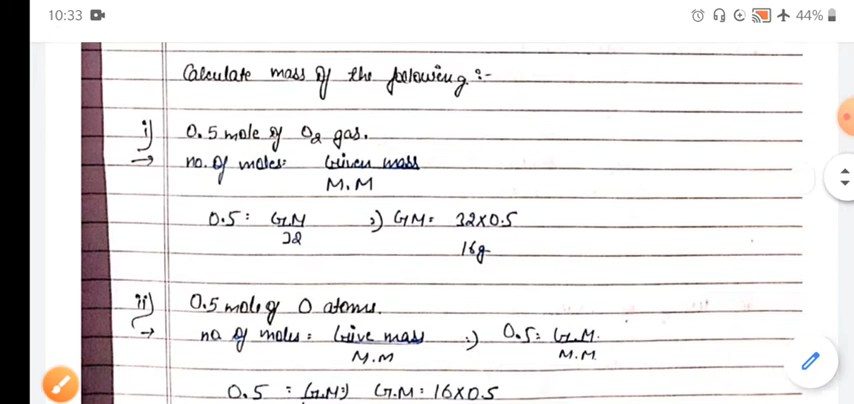 10:33
44%
Calculate mass of the following :-
i) 0.5 mole of O2 gas.
→ no. of moles = Given mass
M.M
0.5 = G.M :) GM = 32×0.5
32
16g
ii) 0.5 mole of O atoms.
→ no of moles = Give mass :) 0.5 = G.M.
M.M M.M.
0.5 = G.M :) G.M = 16×0.5